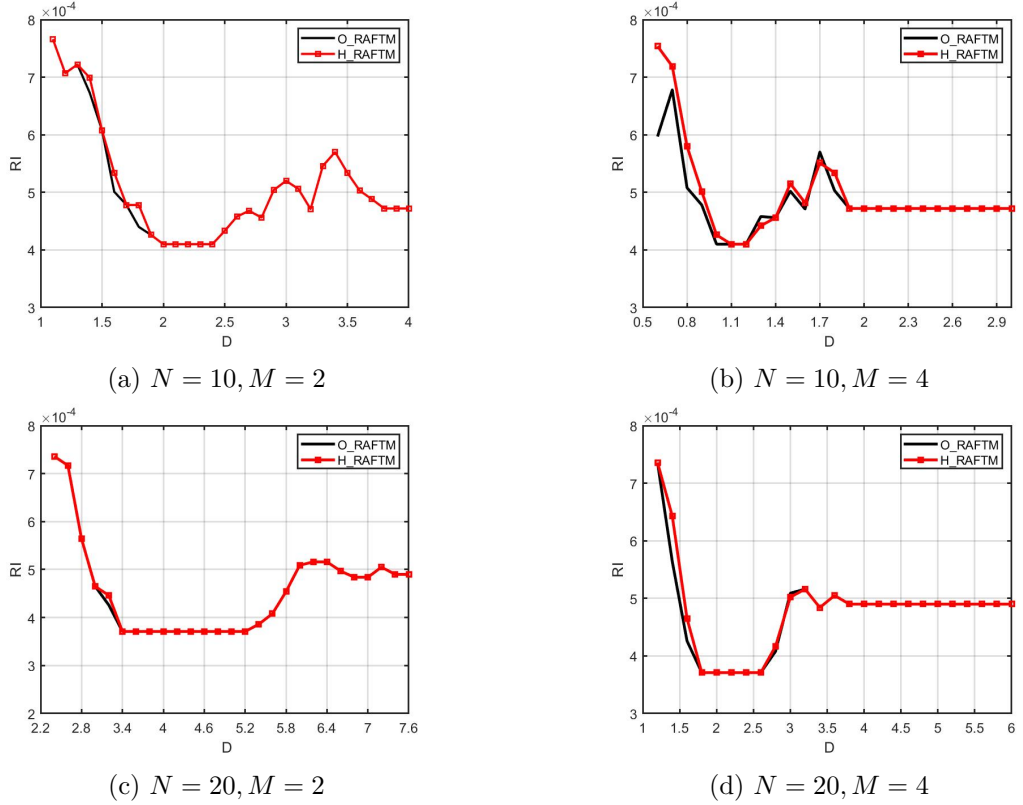 ×10⁻⁴
8
7
6
5
4
3
RI
1 1.5 2 2.5 3 3.5 4
D
O_RAFTM
H_RAFTM
(a) N = 10, M = 2
×10⁻⁴
8
7
6
5
4
3
RI
0.5 0.8 1.1 1.4 1.7 2 2.3 2.6 2.9
D
O_RAFTM
H_RAFTM
(b) N = 10, M = 4
×10⁻⁴
8
7
6
5
4
3
2
RI
2.2 2.8 3.4 4 4.6 5.2 5.8 6.4 7 7.6
D
O_RAFTM
H_RAFTM
(c) N = 20, M = 2
×10⁻⁴
8
7
6
5
4
3
RI
1 1.5 2 2.5 3 3.5 4 4.5 5 5.5 6
D
O_RAFTM
H_RAFTM
(d) N = 20, M = 4